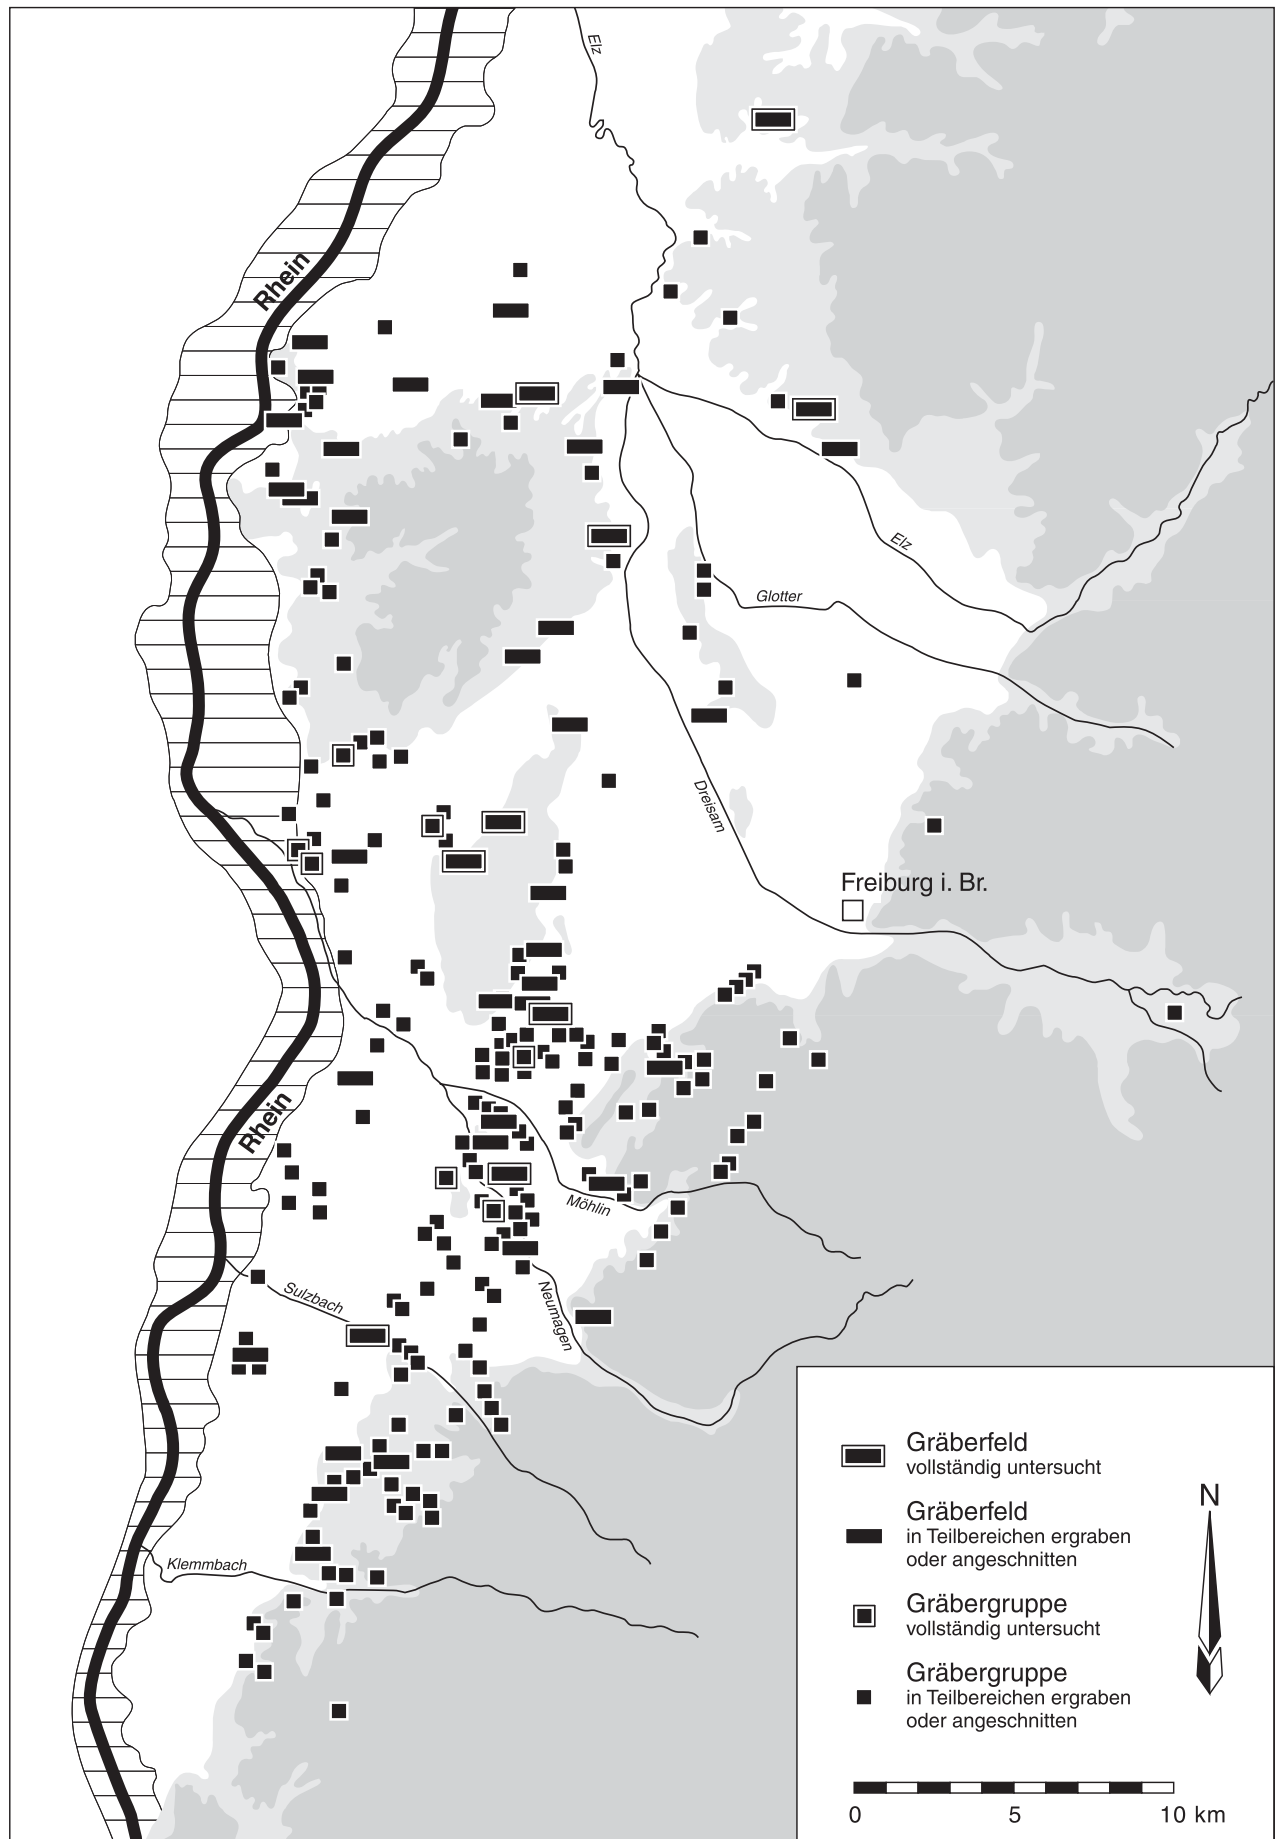 Elz
Rhein
Elz
Glotter
Dreisam
Freiburg i. Br.
Rhein
Möhlin
Sulzbach
Neumagen
Klemmbach
Gräberfeld
vollständig untersucht
Gräberfeld
in Teilbereichen ergraben
oder angeschnitten
Gräbergruppe
vollständig untersucht
Gräbergruppe
in Teilbereichen ergraben
oder angeschnitten
N
0 5 10 km